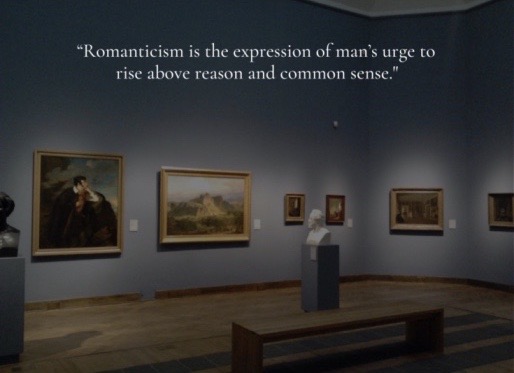 “Romanticism is the expression of man’s urge to
rise above reason and common sense."